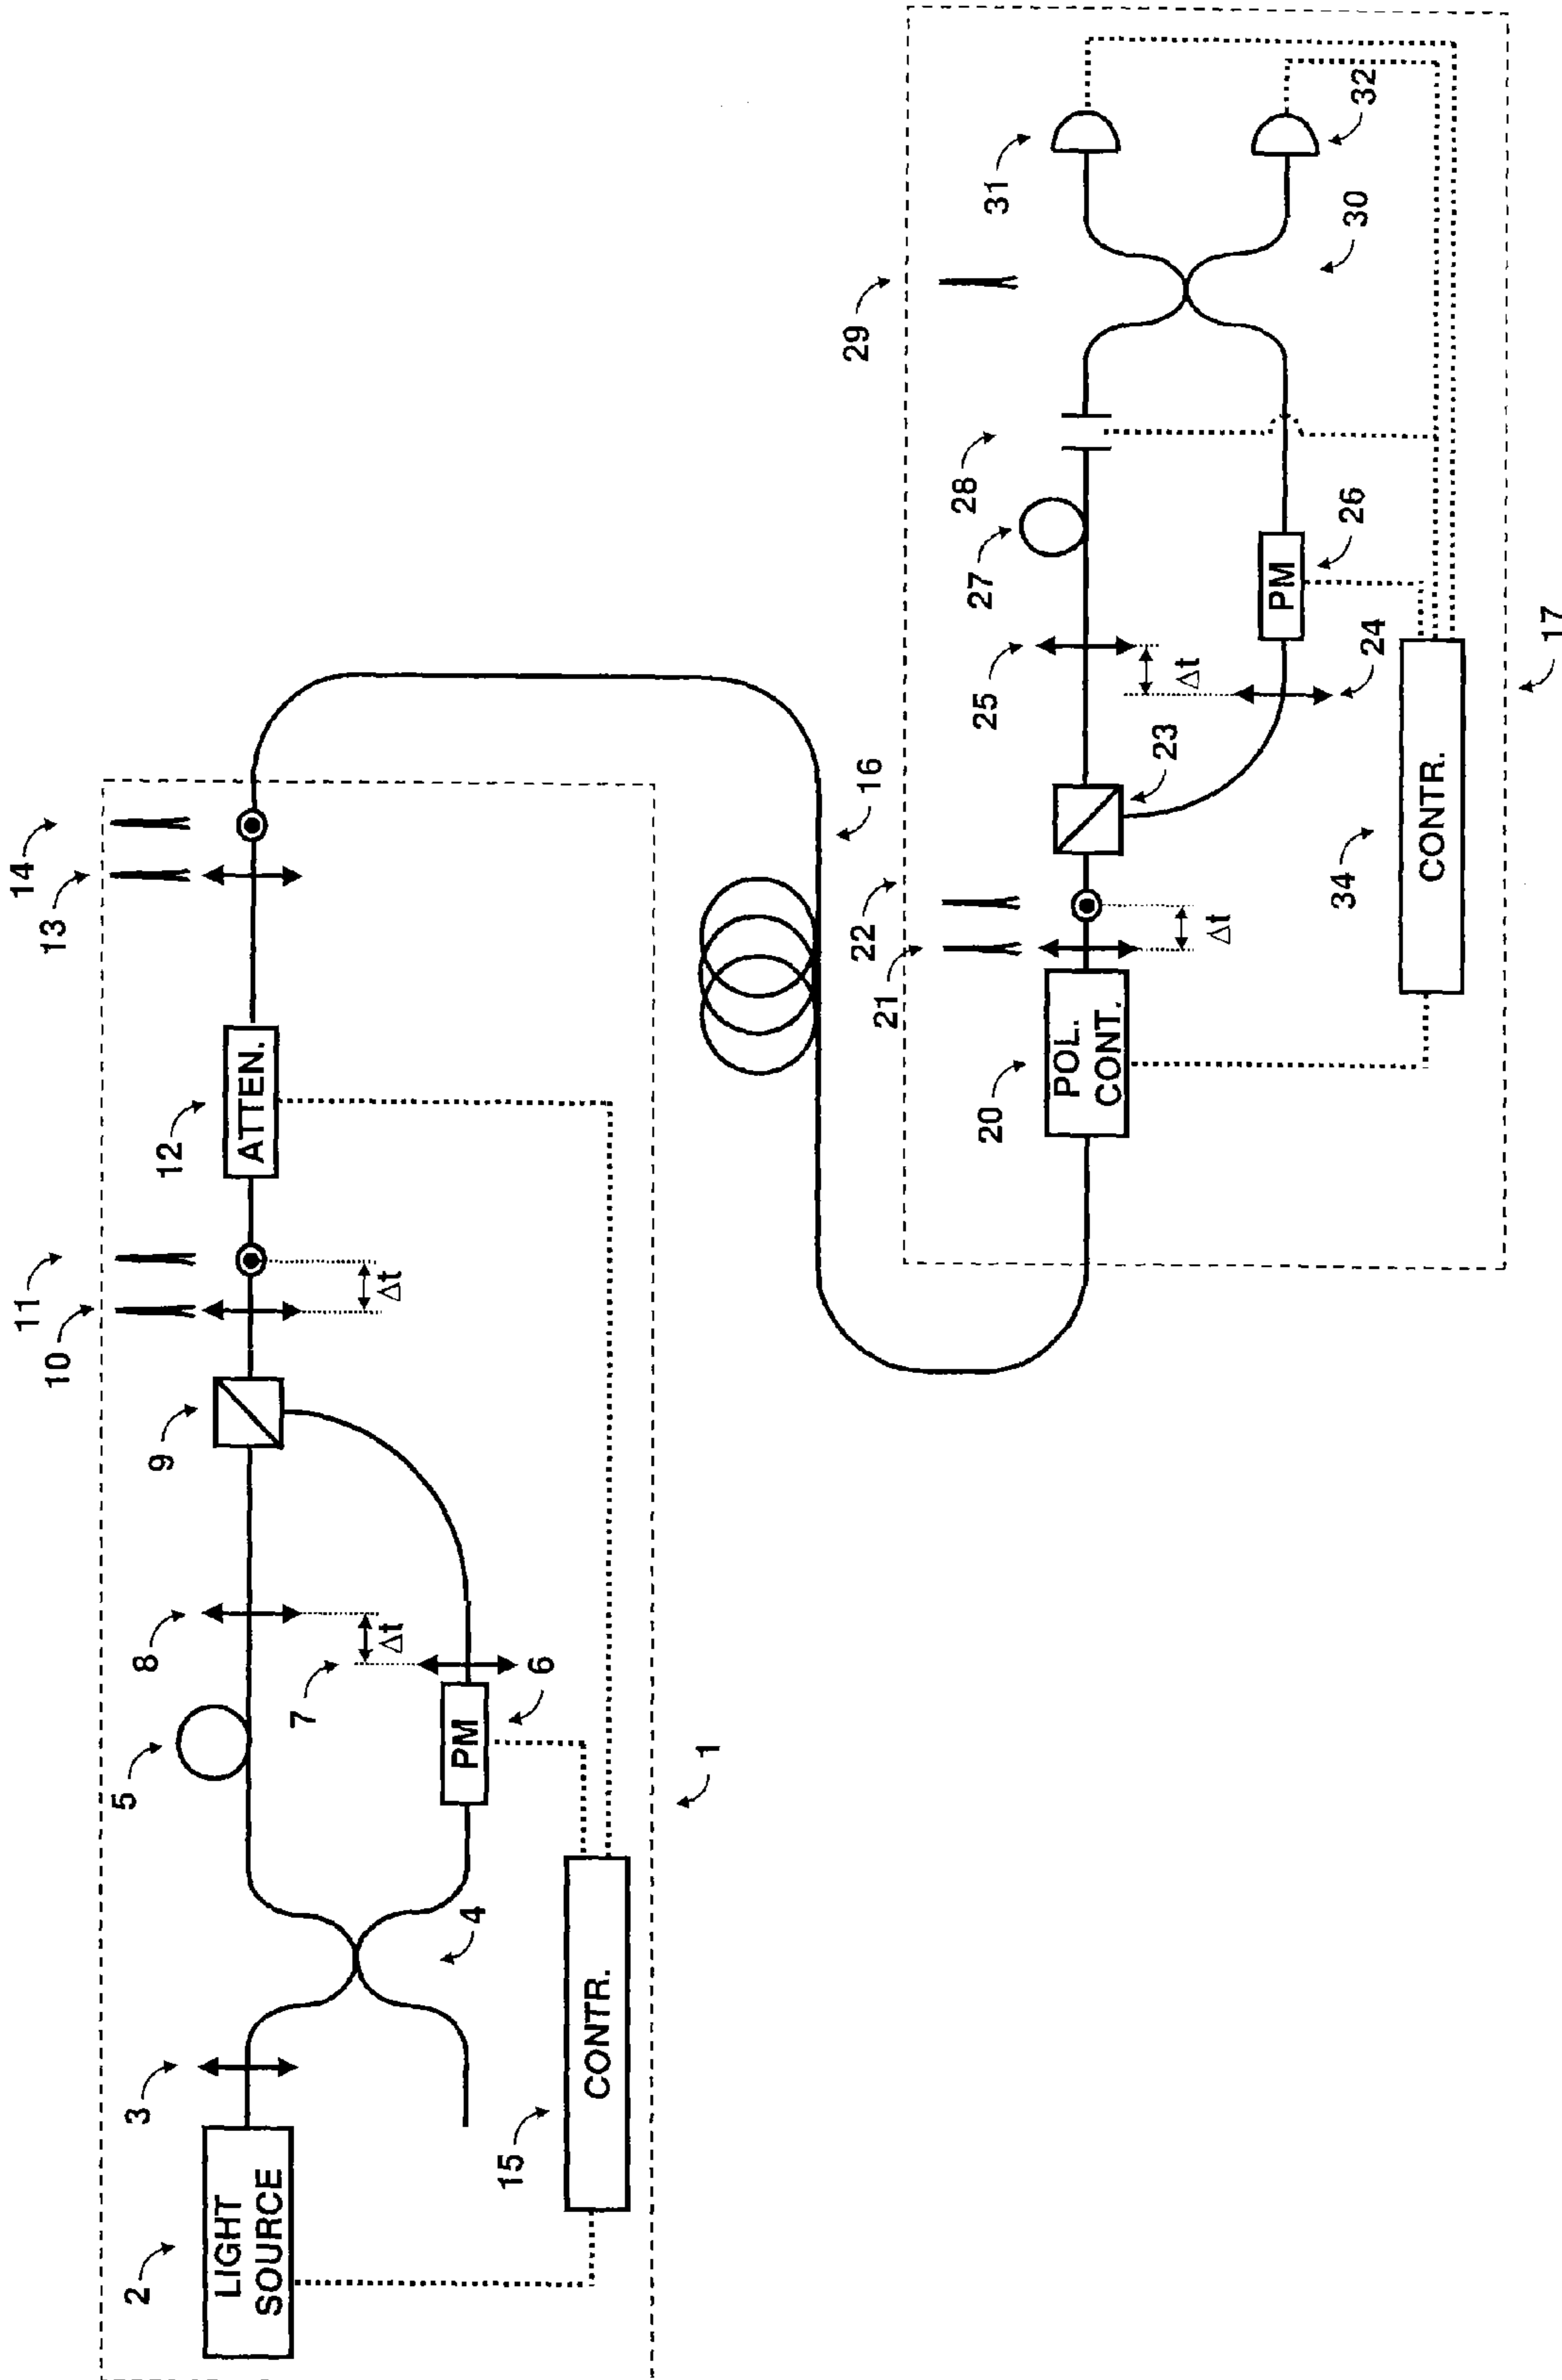 1
2
LIGHT
SOURCE
3
4
5
PM
6
7
8
Δt
9
10
11
Δt
ATTEN.
12
13
14
CONTR.
15
16
17
POL.
CONT.
20
21
22
Δt
23
24
25
Δt
PM
26
27
28
29
30
31
32
CONTR.
34